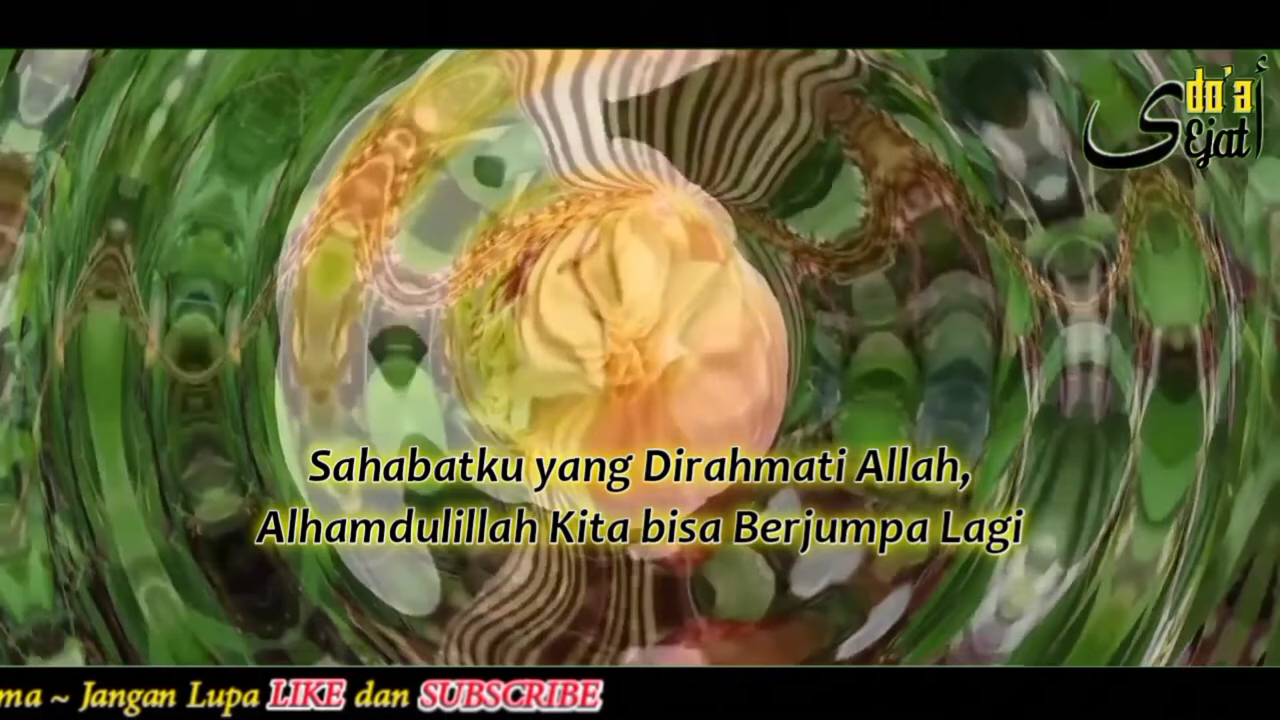 do'a
Sejati
Sahabatku yang Dirahmati Allah,
Alhamdulillah Kita bisa Berjumpa Lagi
ma ~ Jangan Lupa LIKE dan SUBSCRIBE